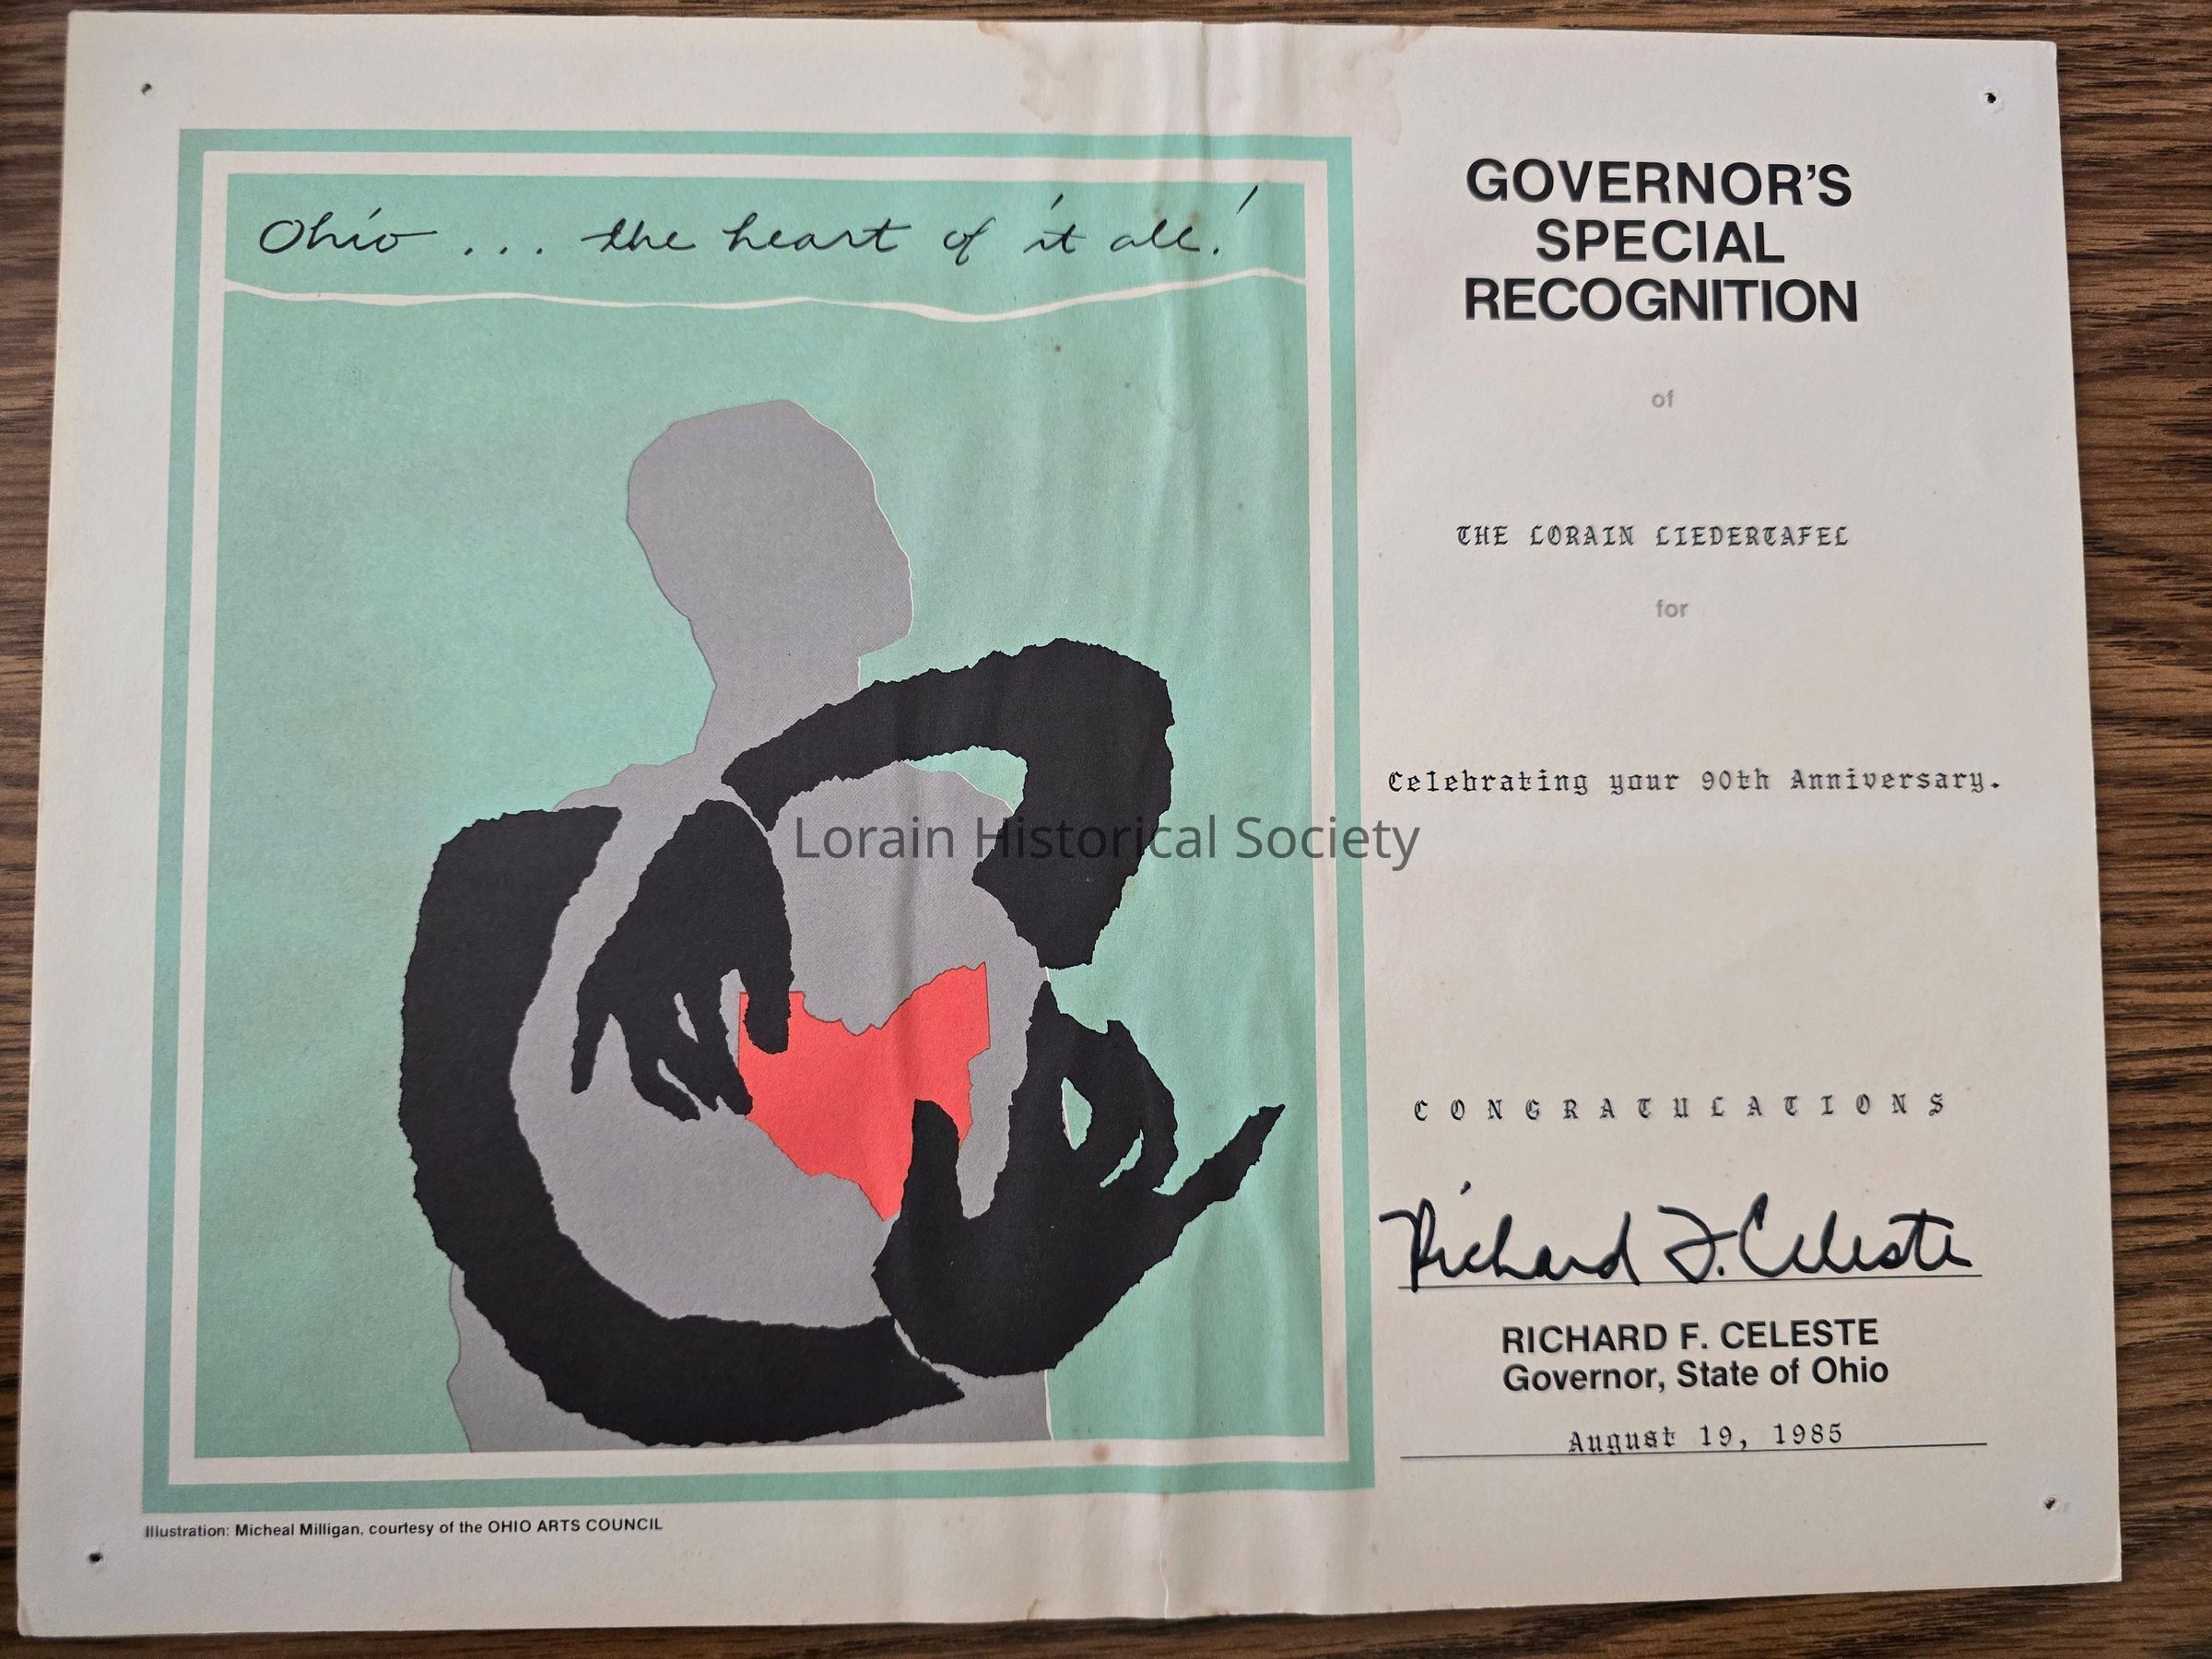 Ohio ... the heart of it all!
GOVERNOR'S
SPECIAL
RECOGNITION
of
THE LORAIN LIEDERTAFEL
for
Celebrating your 90th Anniversary.
Lorain Historical Society
CONGRATULATIONS
Richard F. Celeste
RICHARD F. CELESTE
Governor, State of Ohio
August 19, 1985
Illustration: Micheal Milligan, courtesy of the OHIO ARTS COUNCIL